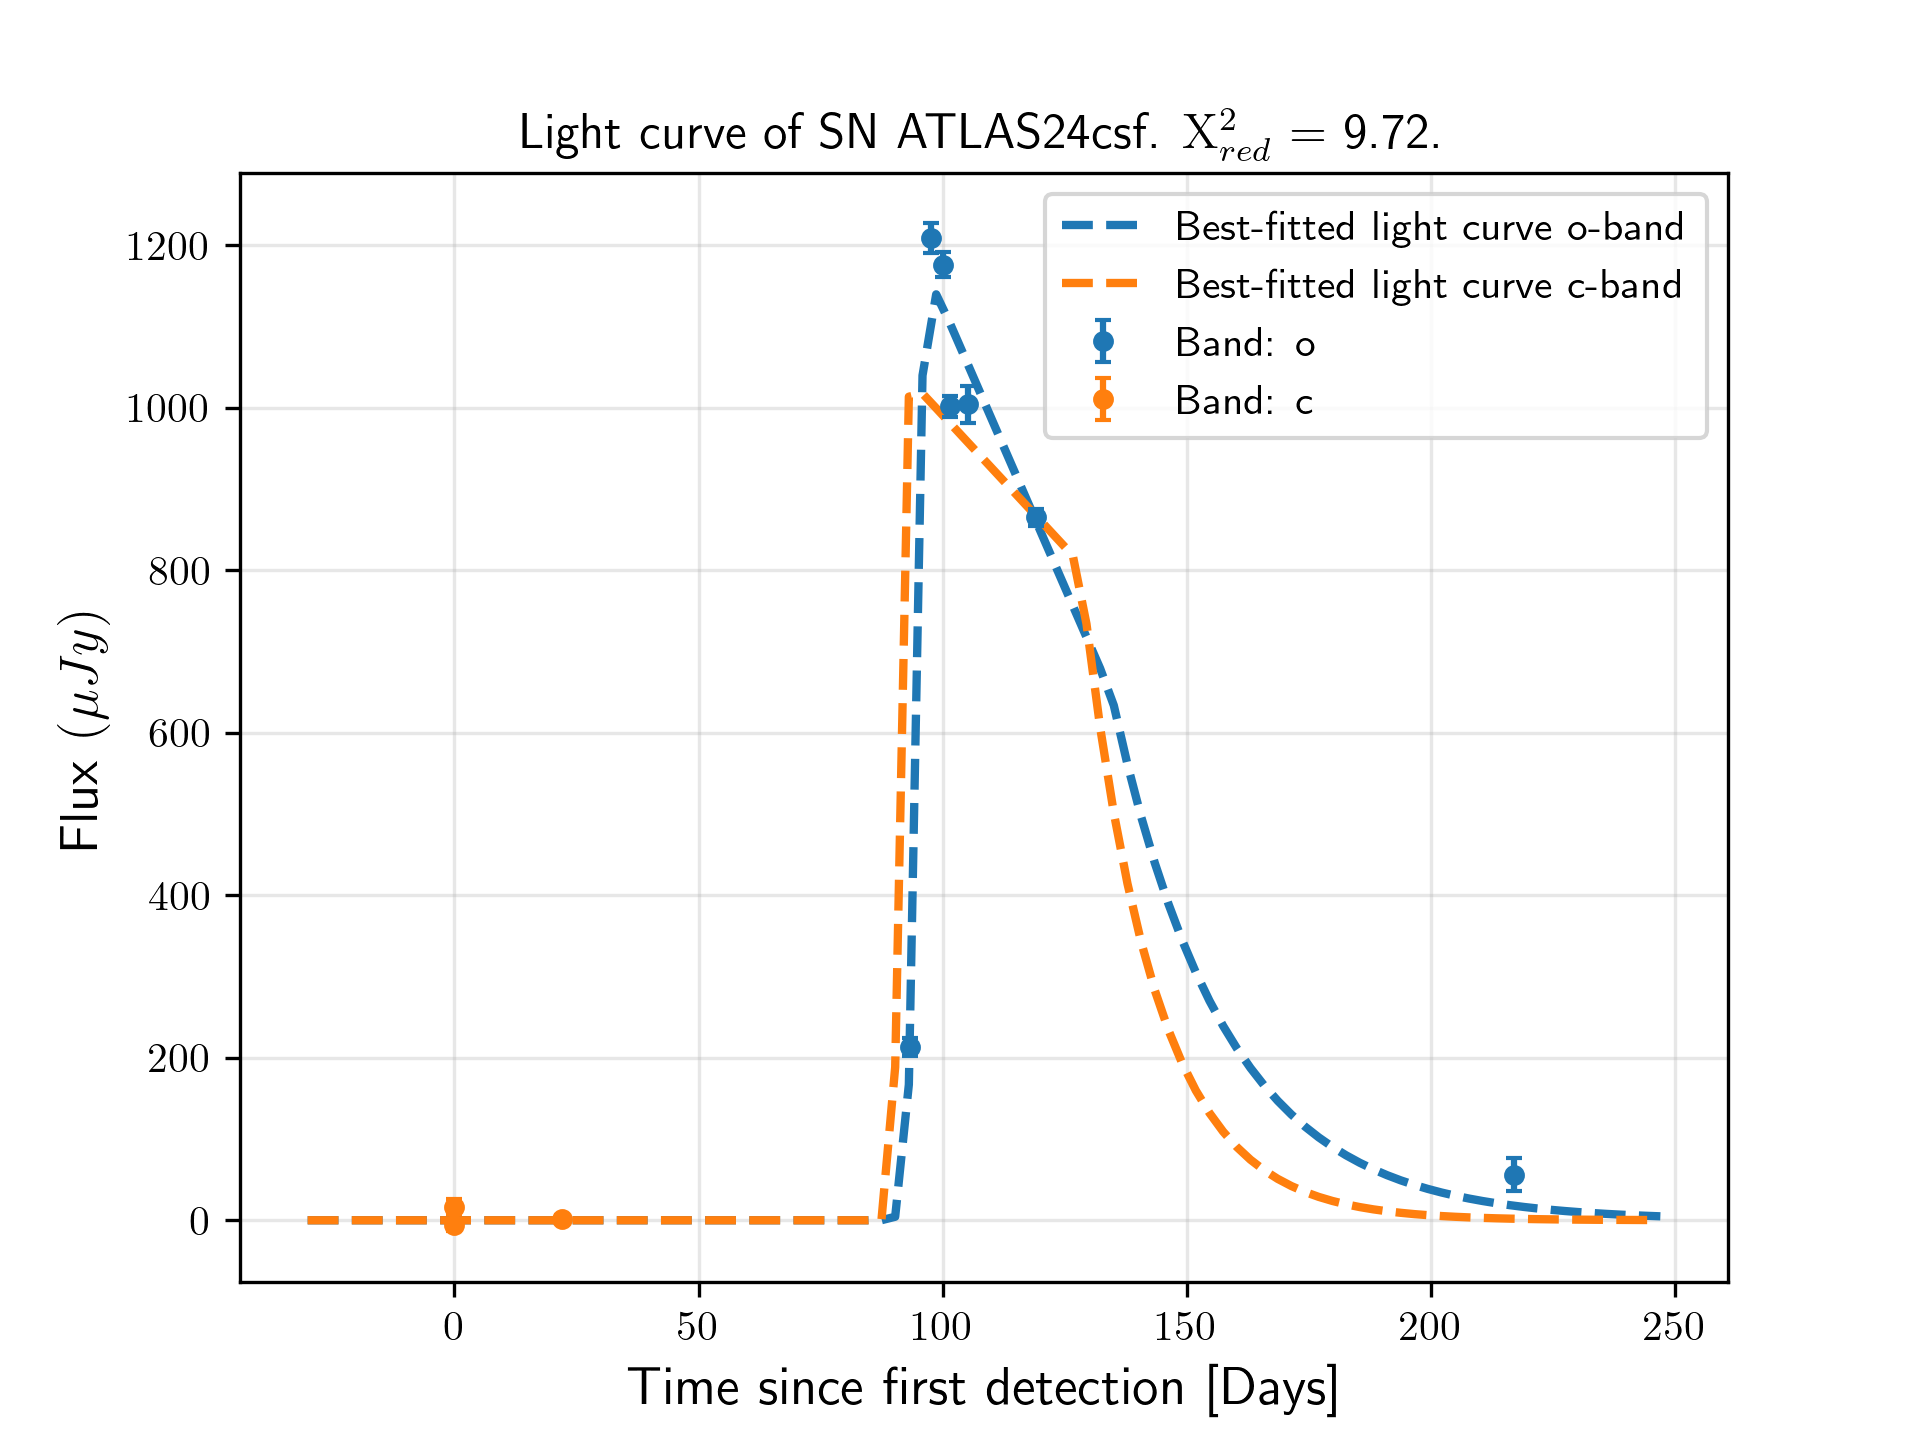 Light curve of SN ATLAS24csf. X²_red = 9.72.
Best-fitted light curve o-band
Best-fitted light curve c-band
Band: o
Band: c
Flux (μJy)
1200
1000
800
600
400
200
0
0 50 100 150 200 250
Time since first detection [Days]